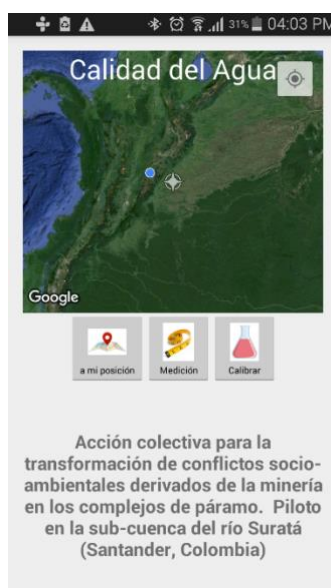 31% 04:03 PM
Calidad del Agua
Google
a mi posición Medición Calibrar
Acción colectiva para la
transformación de conflictos socio-
ambientales derivados de la minería
en los complejos de páramo. Piloto
en la sub-cuenca del río Suratá
(Santander, Colombia)